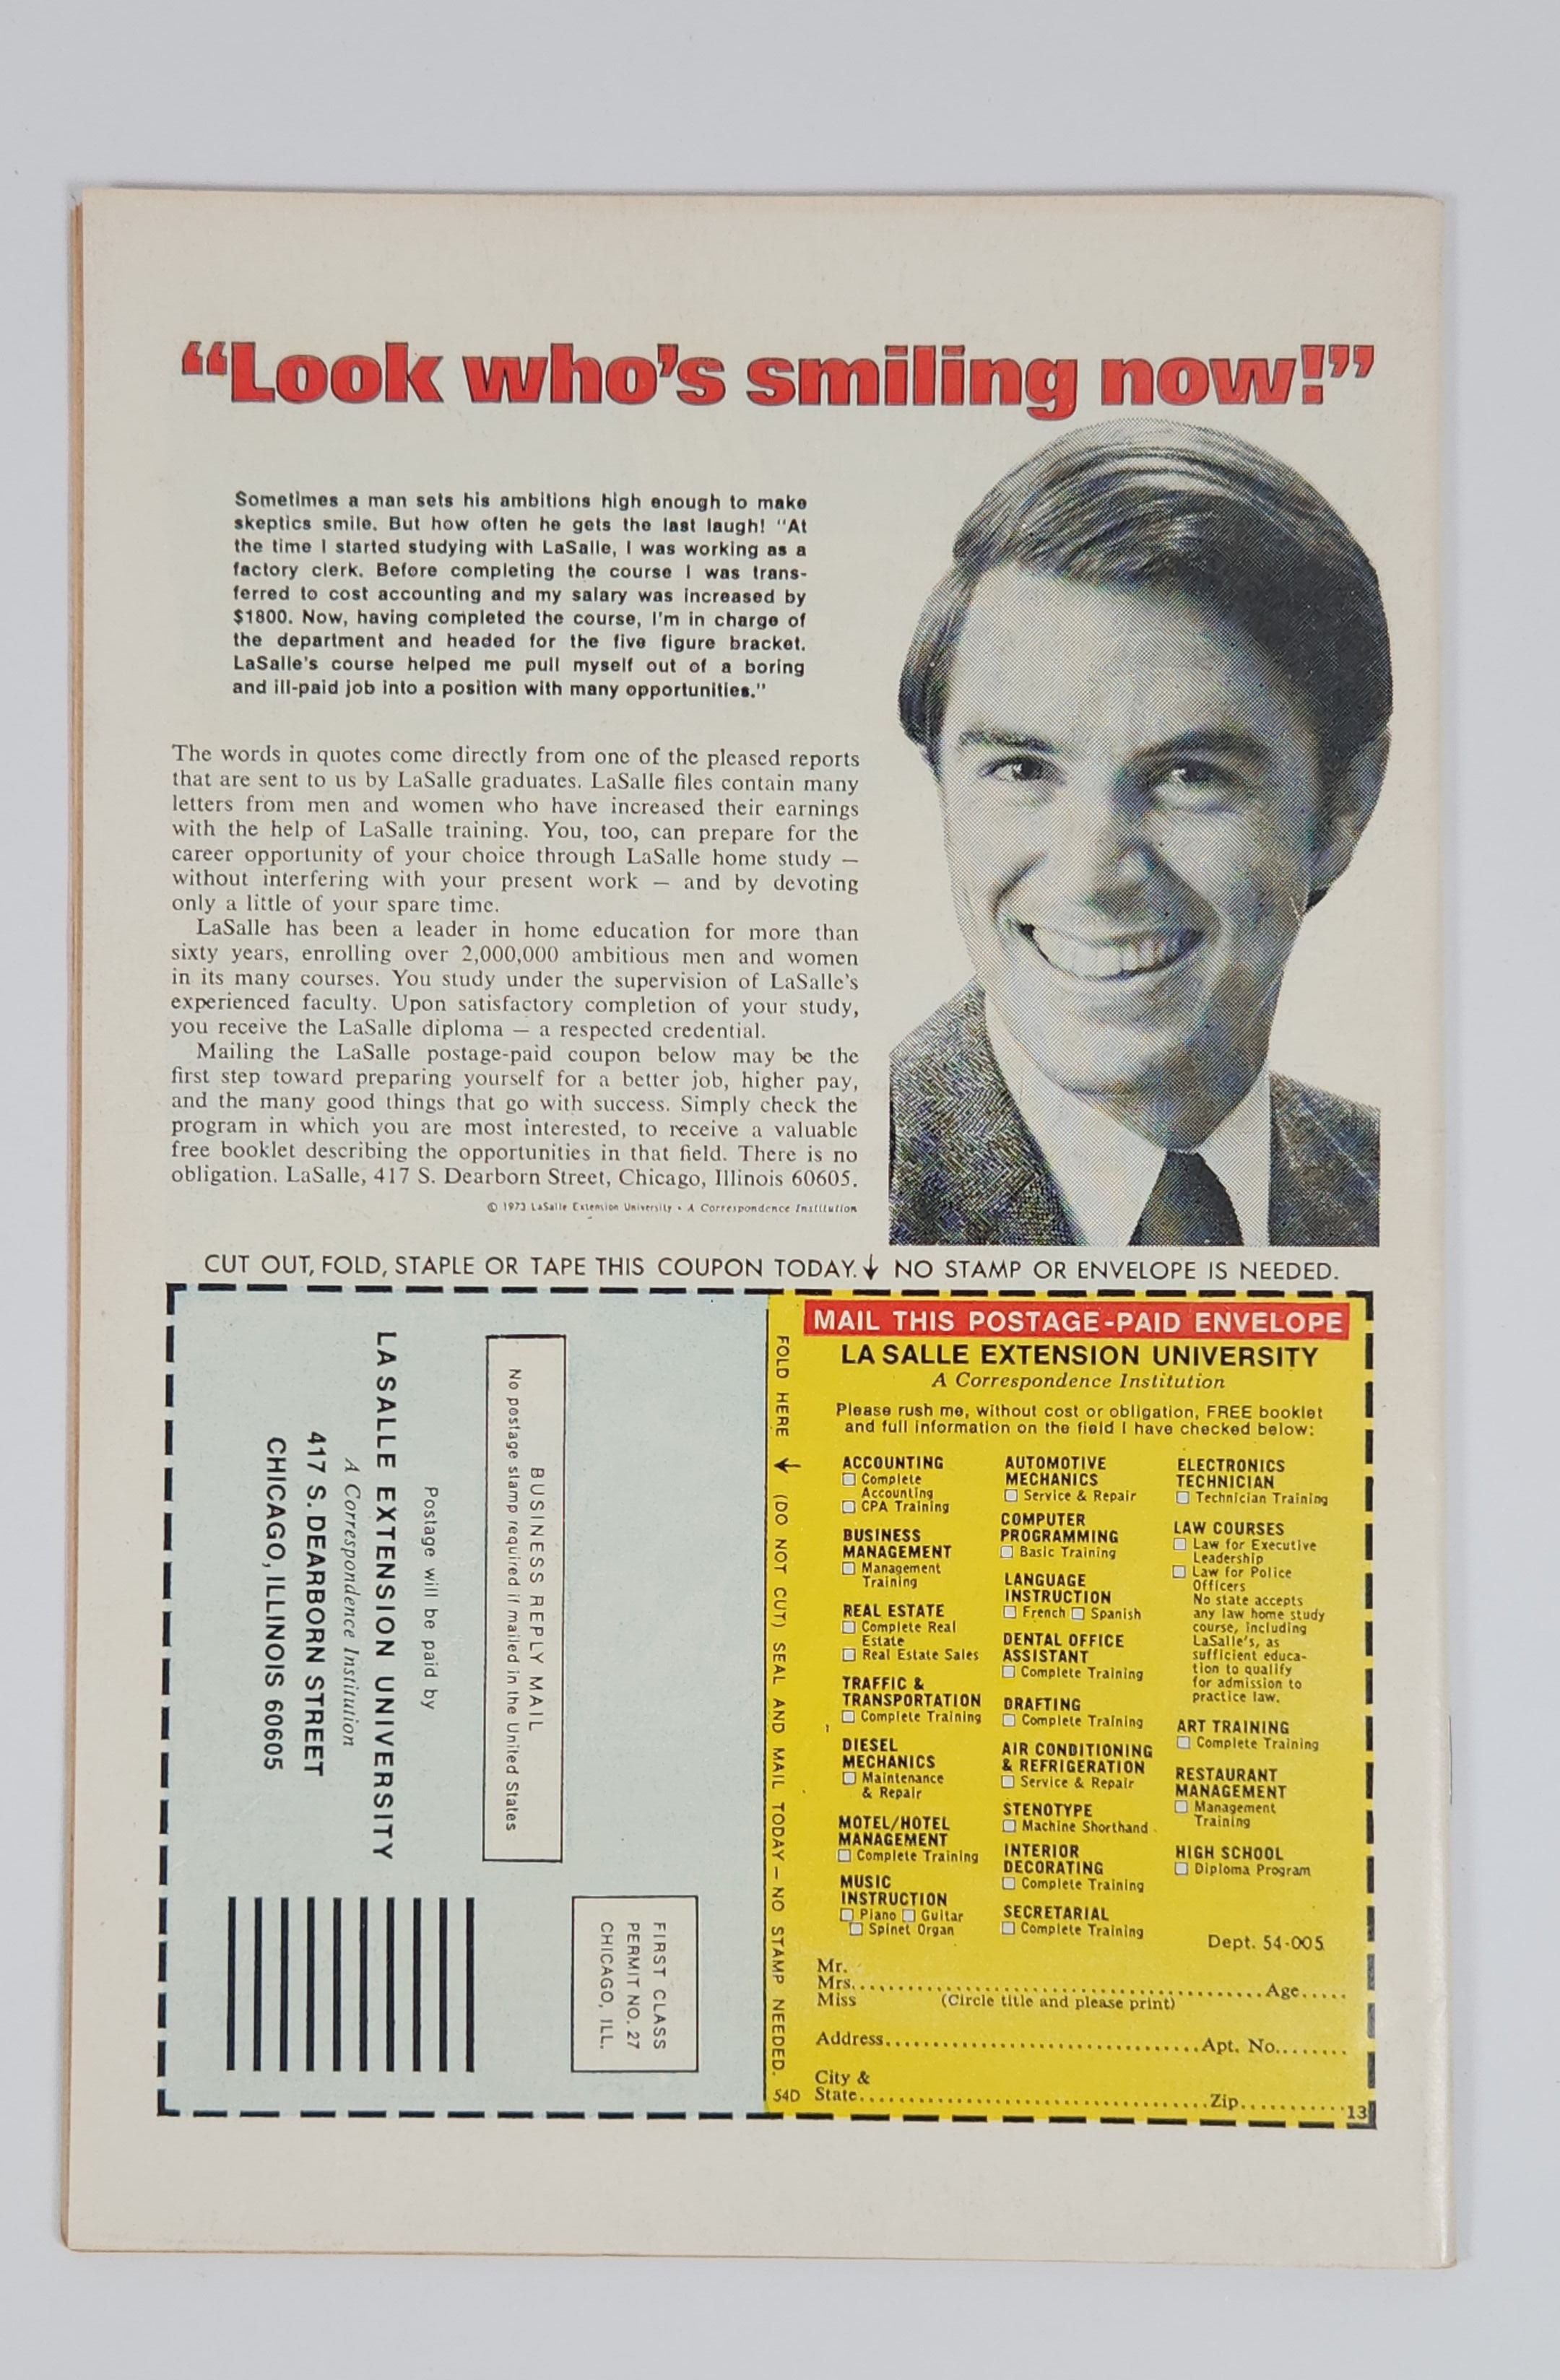 “Look who’s smiling now!”
Sometimes a man sets his ambitions high enough to make
skeptics smile. But how often he gets the last laugh! “At
the time I started studying with LaSalle, I was working as a
factory clerk. Before completing the course I was trans-
ferred to cost accounting and my salary was increased by
$1800. Now, having completed the course, I’m in charge of
the department and headed for the five figure bracket.
LaSalle’s course helped me pull myself out of a boring
and ill-paid job into a position with many opportunities.”
The words in quotes come directly from one of the pleased reports
that are sent to us by LaSalle graduates. LaSalle files contain many
letters from men and women who have increased their earnings
with the help of LaSalle training. You, too, can prepare for the
career opportunity of your choice through LaSalle home study —
without interfering with your present work — and by devoting
only a little of your spare time.
LaSalle has been a leader in home education for more than
sixty years, enrolling over 2,000,000 ambitious men and women
in its many courses. You study under the supervision of LaSalle’s
experienced faculty. Upon satisfactory completion of your study,
you receive the LaSalle diploma — a respected credential.
Mailing the LaSalle postage-paid coupon below may be the
first step toward preparing yourself for a better job, higher pay,
and the many good things that go with success. Simply check the
program in which you are most interested, to receive a valuable
free booklet describing the opportunities in that field. There is no
obligation. LaSalle, 417 S. Dearborn Street, Chicago, Illinois 60605.
© 1973 LaSalle Extension University • A Correspondence Institution
CUT OUT, FOLD, STAPLE OR TAPE THIS COUPON TODAY. NO STAMP OR ENVELOPE IS NEEDED.
FIRST CLASS
PERMIT NO. 27
CHICAGO, ILL.
BUSINESS REPLY MAIL
No postage stamp required if mailed in the United States
Postage will be paid by
LA SALLE EXTENSION UNIVERSITY
A Correspondence Institution
417 S. DEARBORN STREET
CHICAGO, ILLINOIS 60605
FOLD HERE (DO NOT CUT) SEAL AND MAIL TODAY — NO STAMP NEEDED.
54D
MAIL THIS POSTAGE-PAID ENVELOPE
LA SALLE EXTENSION UNIVERSITY
A Correspondence Institution
Please rush me, without cost or obligation, FREE booklet
and full information on the field I have checked below:
ACCOUNTING
Complete
Accounting
CPA Training
BUSINESS
MANAGEMENT
Management
Training
REAL ESTATE
Complete Real
Estate
Real Estate Sales
TRAFFIC &
TRANSPORTATION
Complete Training
DIESEL
MECHANICS
Maintenance
& Repair
MOTEL/HOTEL
MANAGEMENT
Complete Training
MUSIC
INSTRUCTION
Piano Guitar
Spinet Organ
AUTOMOTIVE
MECHANICS
Service & Repair
COMPUTER
PROGRAMMING
Basic Training
LANGUAGE
INSTRUCTION
French Spanish
DENTAL OFFICE
ASSISTANT
Complete Training
DRAFTING
Complete Training
AIR CONDITIONING
& REFRIGERATION
Service & Repair
STENOTYPE
Machine Shorthand
INTERIOR
DECORATING
Complete Training
SECRETARIAL
Complete Training
ELECTRONICS
TECHNICIAN
Technician Training
LAW COURSES
Law for Executive
Leadership
Law for Police
Officers
No state accepts
any law home study
course, including
LaSalle’s, as
sufficient educa-
tion to qualify
for admission to
practice law.
ART TRAINING
Complete Training
RESTAURANT
MANAGEMENT
Management
Training
HIGH SCHOOL
Diploma Program
Dept. 54-005
Mr.
Mrs. Age
Miss (Circle title and please print)
Address Apt. No.
City &
State Zip
13